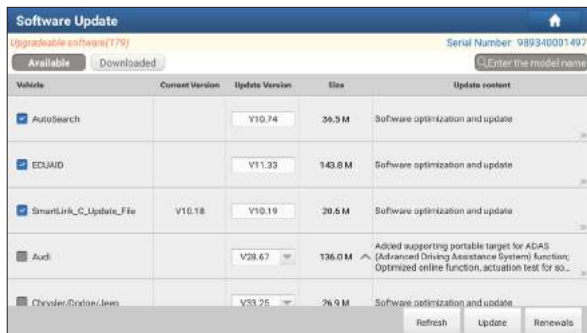 Software Update
Upgradeable software(179)
Serial Number: 989340001497
Available
Downloaded
Enter the model name
Vehicle Current Version Update Version Size Update content
AutoSearch V10.74 36.5 M Software optimization and update
ECUAID V11.33 143.8 M Software optimization and update
SmartLink_C_Update_File V10.18 V10.19 20.6 M Software optimization and update
Audi V28.67 136.0 M Added supporting portable target for ADAS
(Advanced Driving Assistance System) function;
Optimized online function, actuation test for so...
Chrysler/Dodge/Jeep V33.25 26.9 M Software optimization and update
Refresh Update Renewals